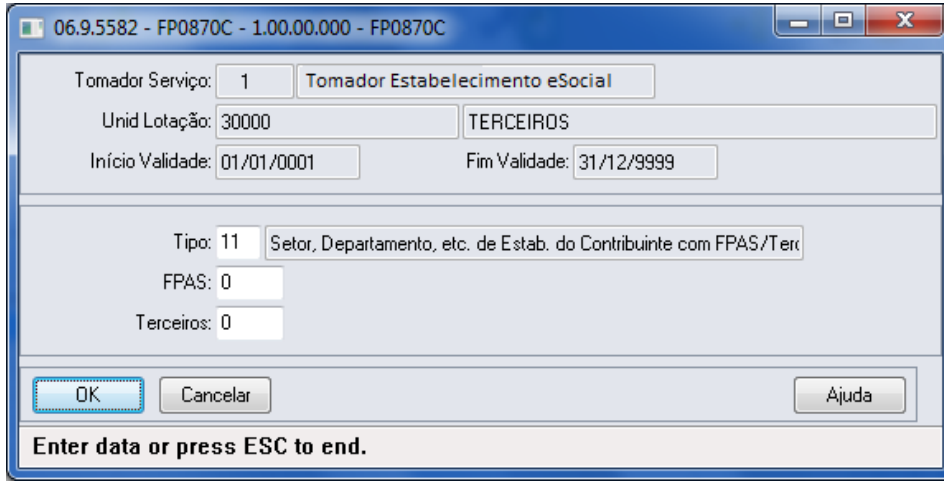 06.9.5582 - FP0870C - 1.00.00.000 - FP0870C
Tomador Serviço: 1 Tomador Estabelecimento eSocial
Unid Lotação: 30000 TERCEIROS
Início Validade: 01/01/0001 Fim Validade: 31/12/9999
Tipo: 11 Setor, Departamento, etc. de Estab. do Contribuinte com FPAS/Terc
FPAS: 0
Terceiros: 0
OK Cancelar Ajuda
Enter data or press ESC to end.